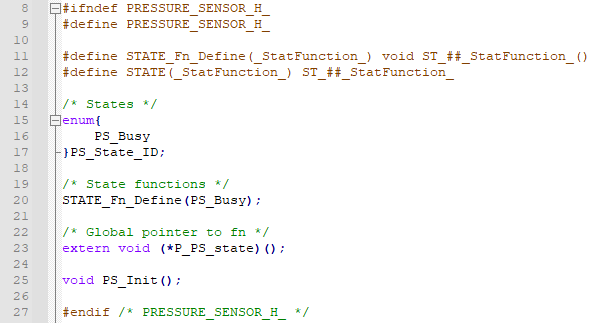 8 #ifndef PRESSURE_SENSOR_H_
9 #define PRESSURE_SENSOR_H_
10
11 #define STATE_Fn_Define(_StatFunction_) void ST_##_StatFunction_()
12 #define STATE(_StatFunction_) ST_##_StatFunction_
13
14 /* States */
15 enum{
16     PS_Busy
17 }PS_State_ID;
18
19 /* State functions */
20 STATE_Fn_Define(PS_Busy);
21
22 /* Global pointer to fn */
23 extern void (*P_PS_state)();
24
25 void PS_Init();
26
27 #endif /* PRESSURE_SENSOR_H_ */